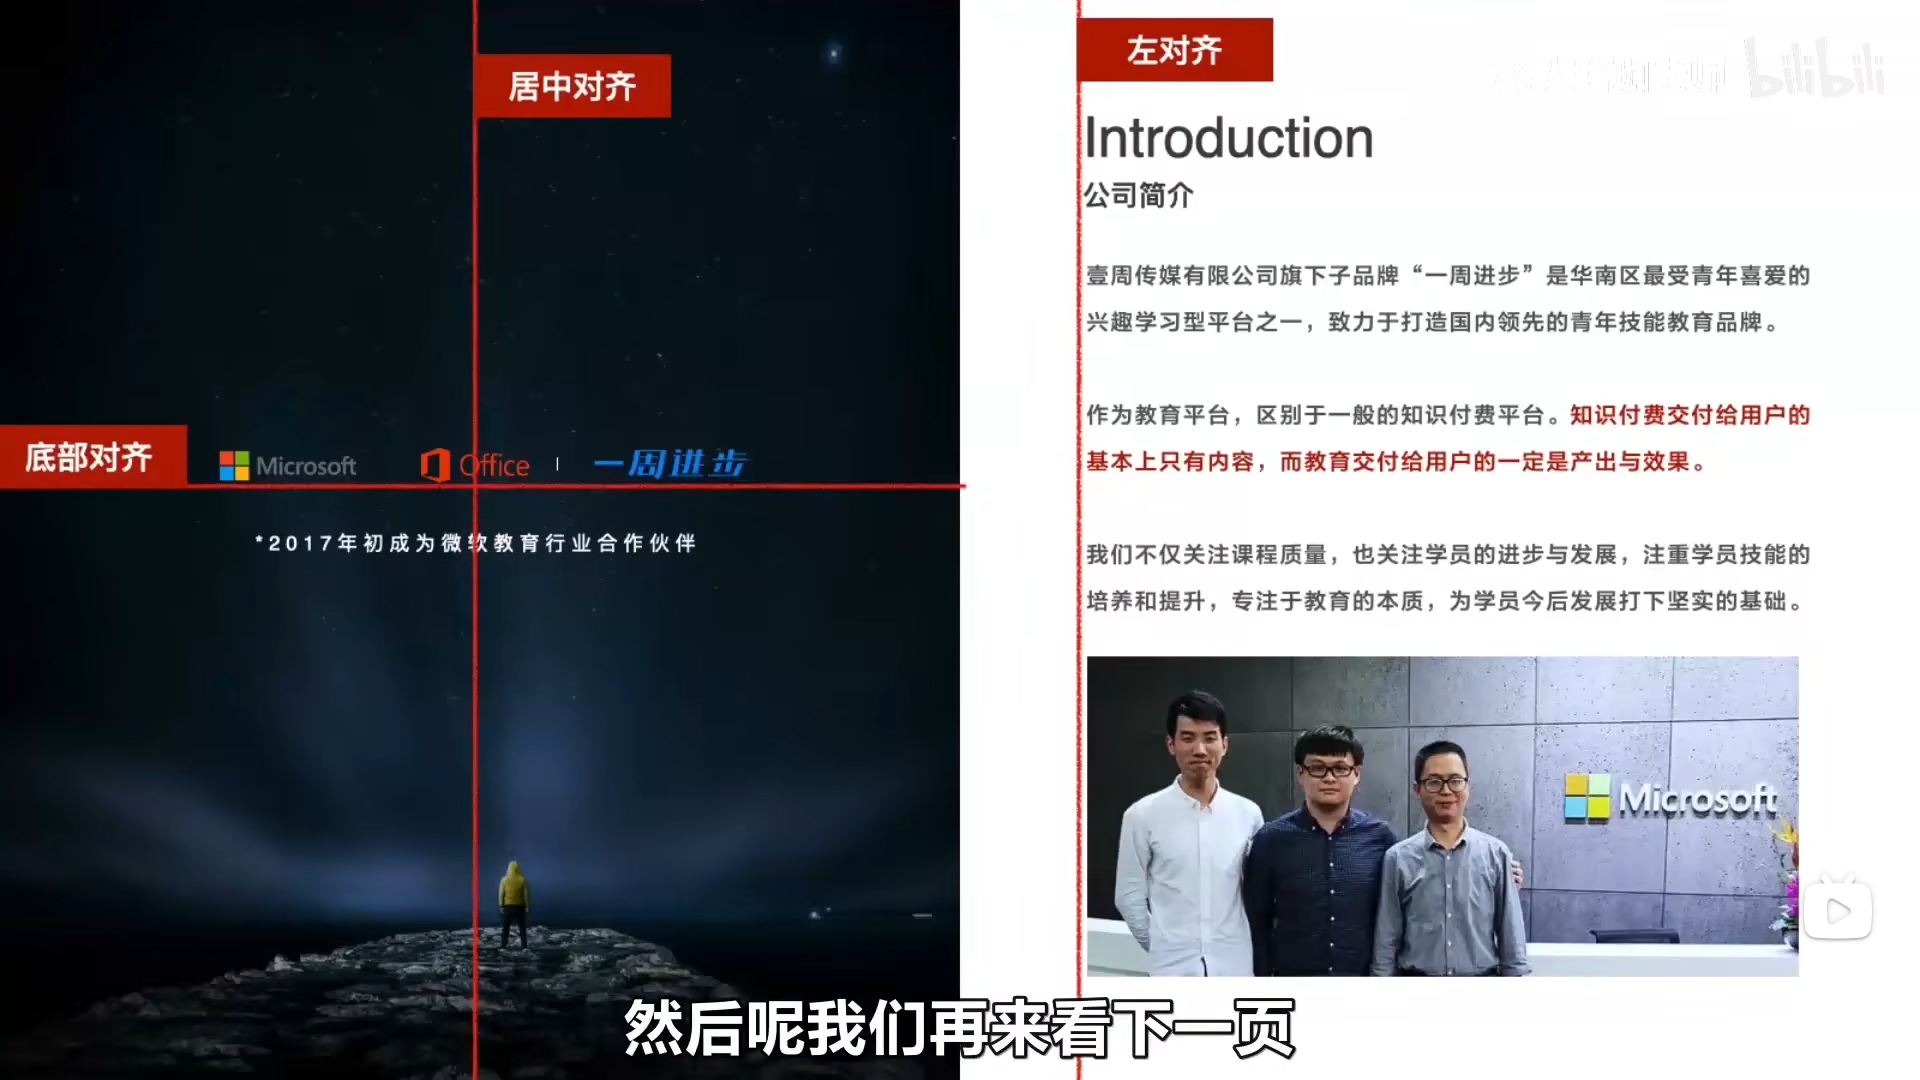 居中对齐
底部对齐
Microsoft
Office
一周进步
*2017年初成为微软教育行业合作伙伴
左对齐
bilibili
Introduction
公司简介
壹周传媒有限公司旗下子品牌“一周进步”是华南区最受青年喜爱的
兴趣学习型平台之一，致力于打造国内领先的青年技能教育品牌。
作为教育平台，区别于一般的知识付费平台。知识付费交付给用户的
基本上只有内容，而教育交付给用户的一定是产出与效果。
我们不仅关注课程质量，也关注学员的进步与发展，注重学员技能的
培养和提升，专注于教育的本质，为学员今后发展打下坚实的基础。
Microsoft
然后呢我们再来看下一页